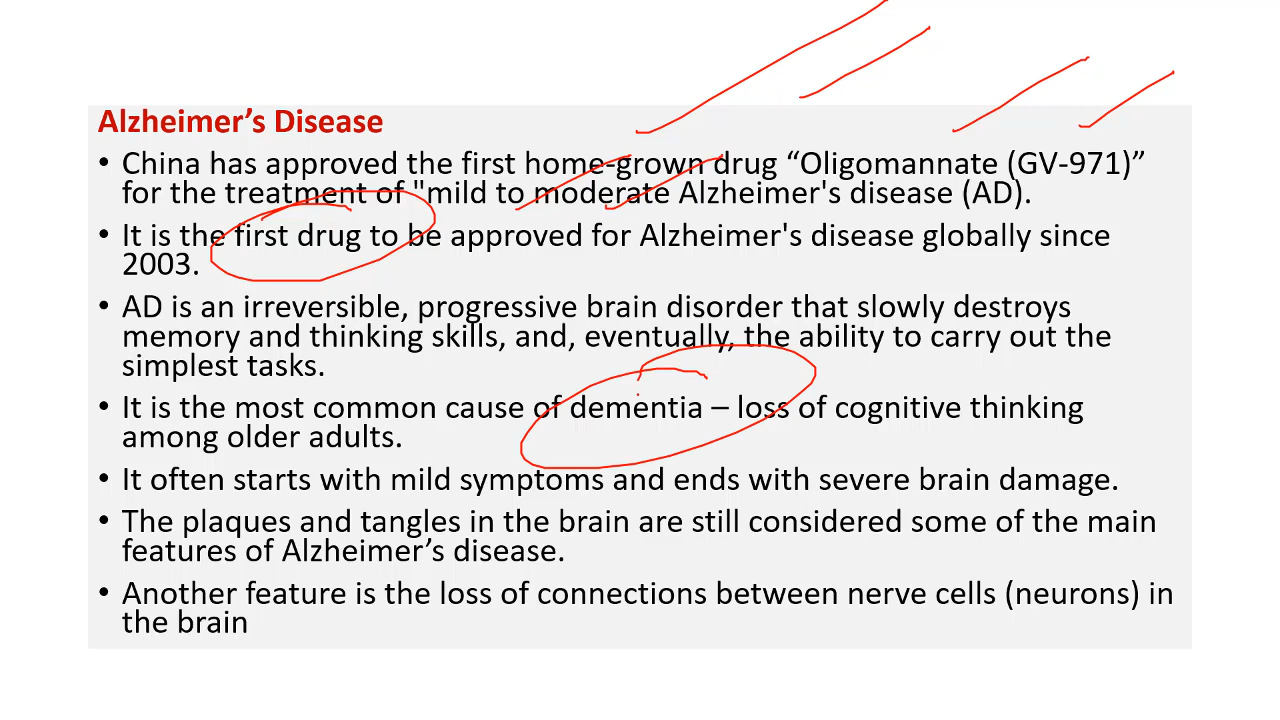 Alzheimer’s Disease
• China has approved the first home-grown drug “Oligomannate (GV-971)”
for the treatment of "mild to moderate Alzheimer's disease (AD).
• It is the first drug to be approved for Alzheimer's disease globally since
2003.
• AD is an irreversible, progressive brain disorder that slowly destroys
memory and thinking skills, and, eventually, the ability to carry out the
simplest tasks.
• It is the most common cause of dementia – loss of cognitive thinking
among older adults.
• It often starts with mild symptoms and ends with severe brain damage.
• The plaques and tangles in the brain are still considered some of the main
features of Alzheimer’s disease.
• Another feature is the loss of connections between nerve cells (neurons) in
the brain